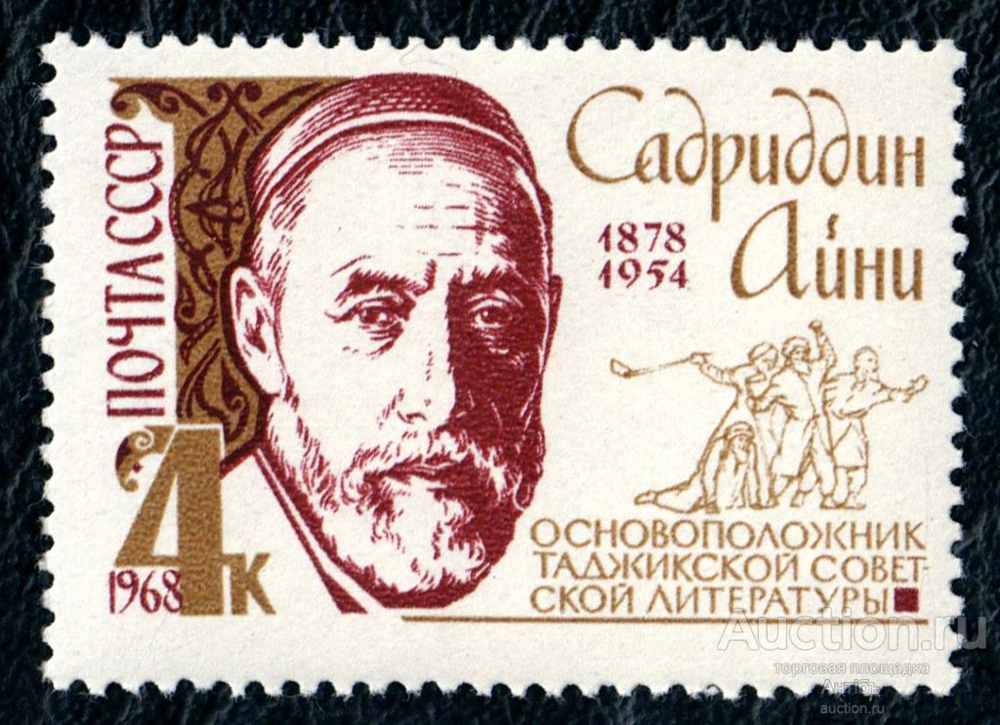 ПОЧТА СССР
Садриддин
Айни
1878
1954
4К
1968
ОСНОВОПОЛОЖНИК
ТАДЖИКСКОЙ СОВЕТ-
СКОЙ ЛИТЕРАТУРЫ
Auction.ru
торговая площадка
Антібь
auction.ru